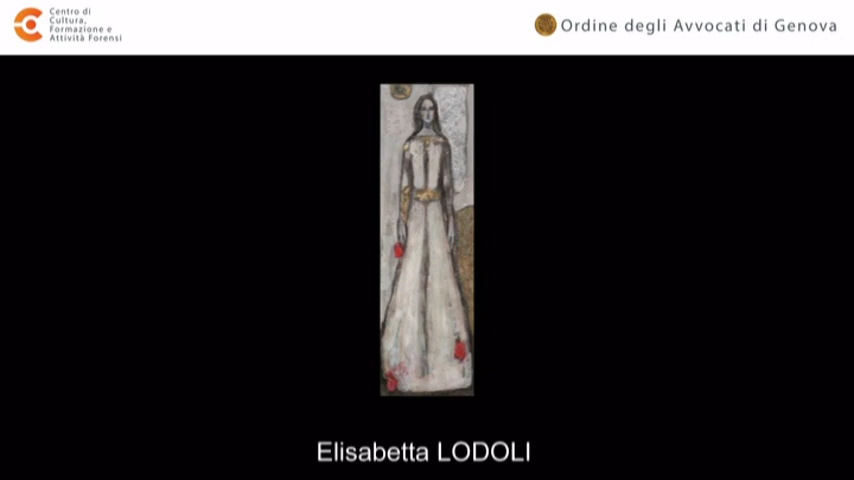 Centro di
Cultura,
Formazione e
Attività Forensi
Ordine degli Avvocati di Genova
Elisabetta LODOLI